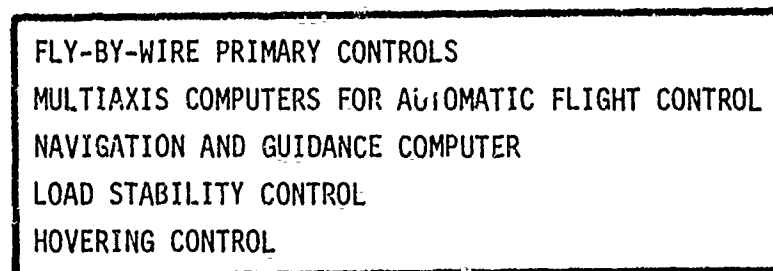 FLY-BY-WIRE PRIMARY CONTROLS
MULTIAXIS COMPUTERS FOR AUTOMATIC FLIGHT CONTROL
NAVIGATION AND GUIDANCE COMPUTER
LOAD STABILITY CONTROL
HOVERING CONTROL